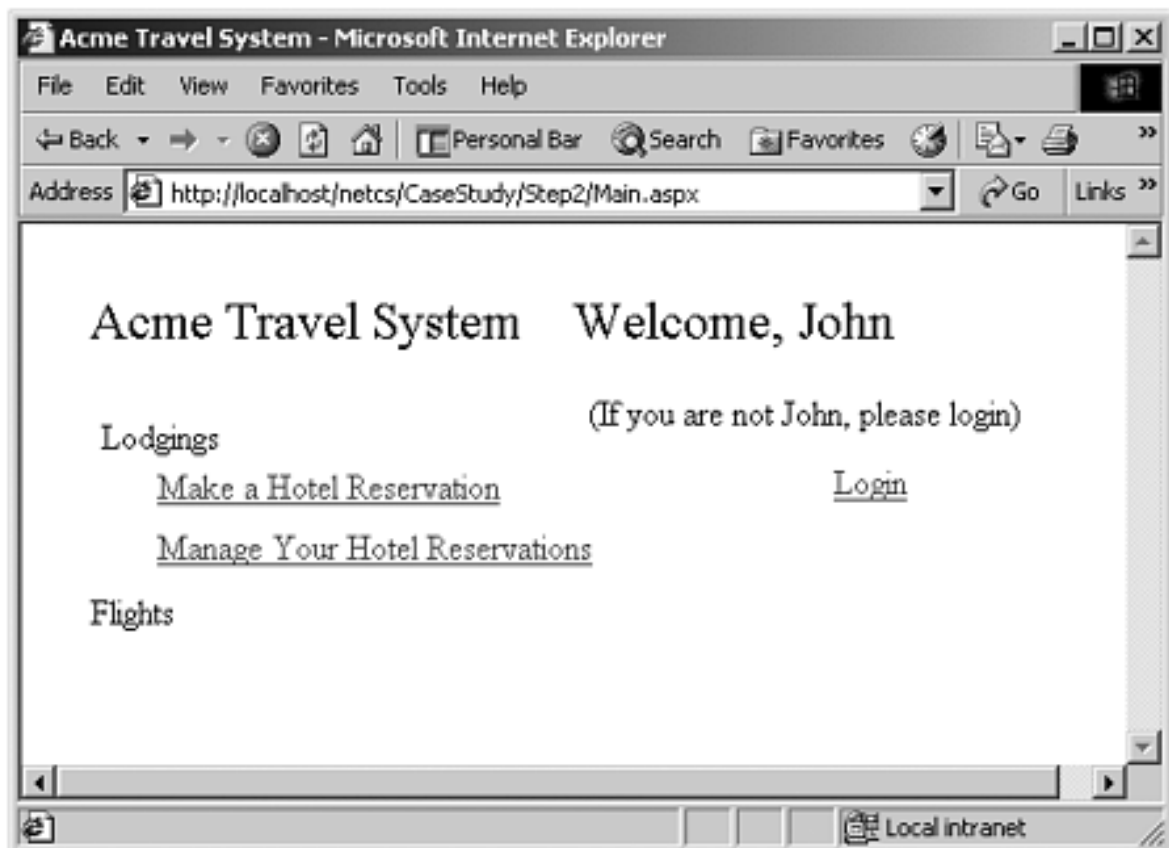 Acme Travel System - Microsoft Internet Explorer
File Edit View Favorites Tools Help
Back Personal Bar Search Favorites »
Address http://localhost/netcs/CaseStudy/Step2/Main.aspx Go Links »
Acme Travel System Welcome, John
(If you are not John, please login)
Lodgings
Make a Hotel Reservation Login
Manage Your Hotel Reservations
Flights
Local intranet